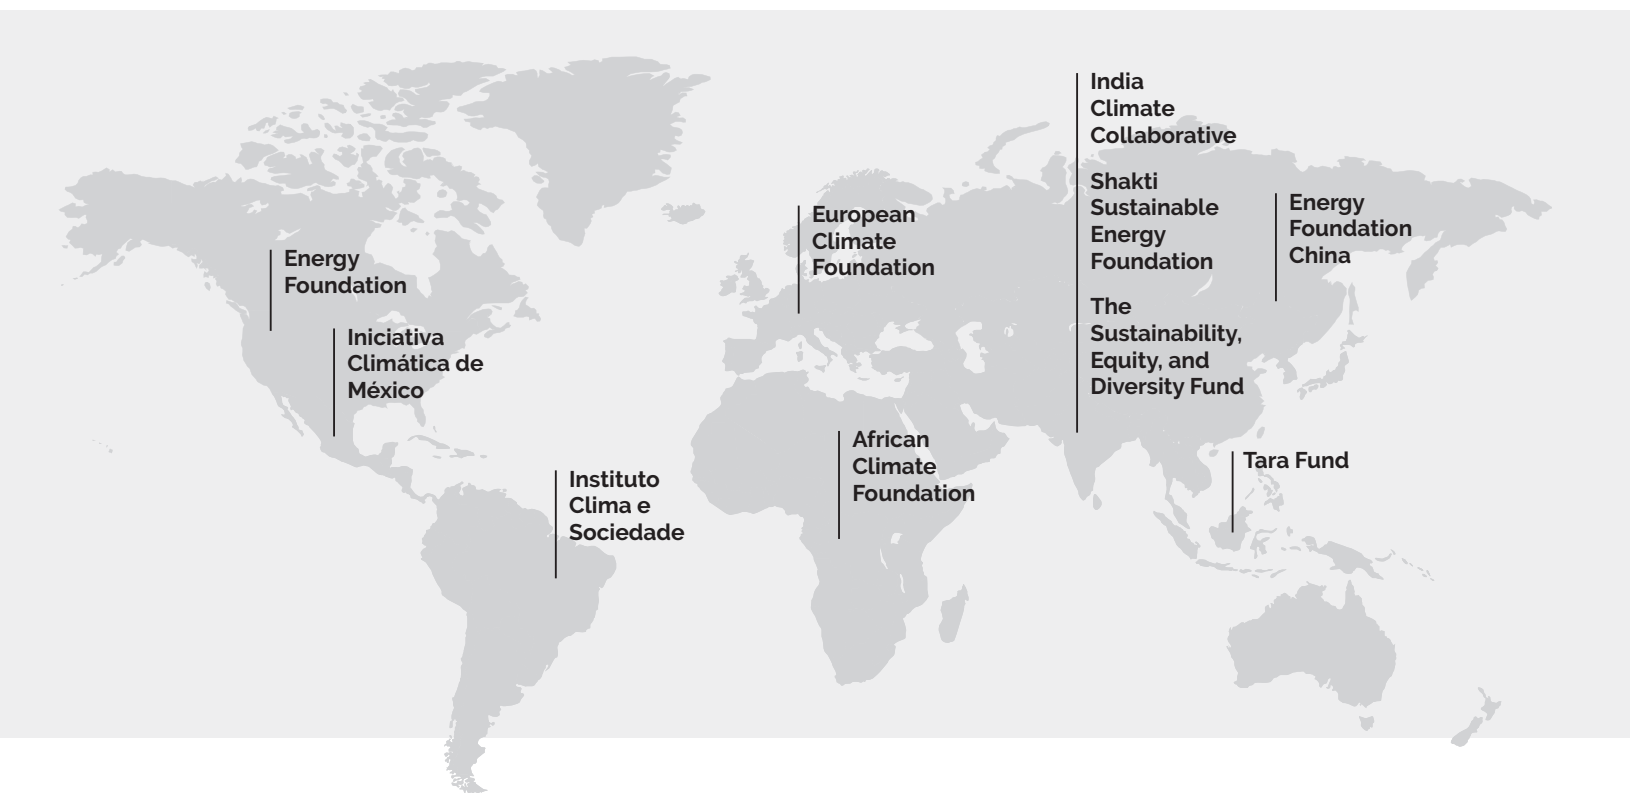 Energy
Foundation
Iniciativa
Climática de
México
Instituto
Clima e
Sociedade
European
Climate
Foundation
African
Climate
Foundation
India
Climate
Collaborative
Shakti
Sustainable
Energy
Foundation
The
Sustainability,
Equity, and
Diversity Fund
Energy
Foundation
China
Tara Fund